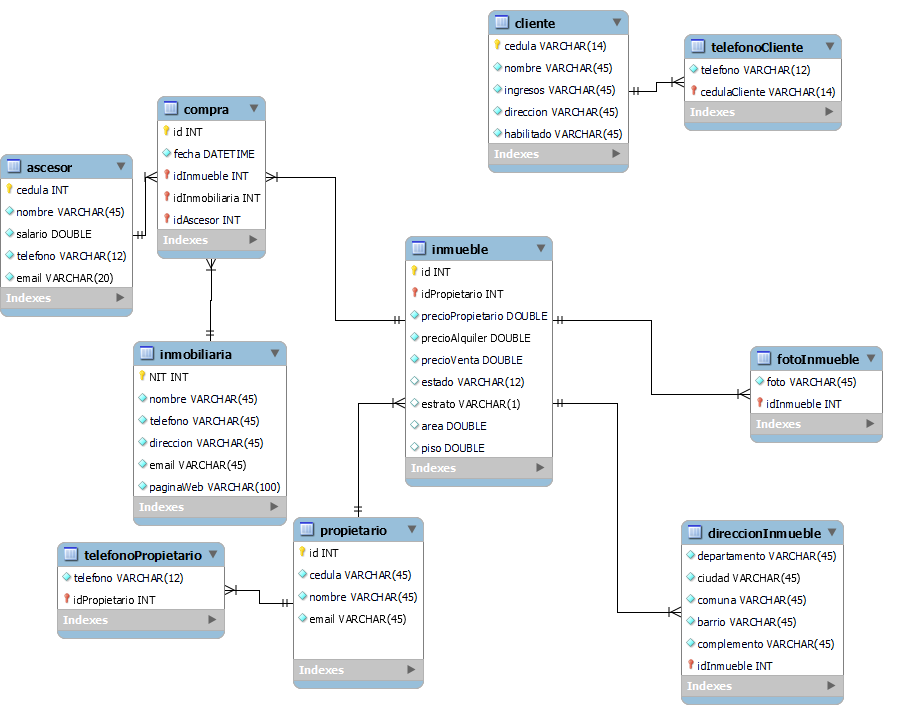 cliente
cedula VARCHAR(14)
nombre VARCHAR(45)
ingresos VARCHAR(45)
direccion VARCHAR(45)
habilitado VARCHAR(45)
Indexes
telefonoCliente
telefono VARCHAR(12)
cedulaCliente VARCHAR(14)
Indexes
compra
id INT
fecha DATETIME
idInmueble INT
idInmobiliaria INT
idAscesor INT
Indexes
ascesor
cedula INT
nombre VARCHAR(45)
salario DOUBLE
telefono VARCHAR(12)
email VARCHAR(20)
Indexes
inmueble
id INT
idPropietario INT
precioPropietario DOUBLE
precioAlquiler DOUBLE
precioVenta DOUBLE
estado VARCHAR(12)
estrato VARCHAR(1)
area DOUBLE
piso DOUBLE
Indexes
inmobiliaria
NIT INT
nombre VARCHAR(45)
telefono VARCHAR(45)
direccion VARCHAR(45)
email VARCHAR(45)
paginaWeb VARCHAR(100)
Indexes
fotoInmueble
foto VARCHAR(45)
idInmueble INT
Indexes
propietario
id INT
cedula VARCHAR(45)
nombre VARCHAR(45)
email VARCHAR(45)
Indexes
telefonoPropietario
telefono VARCHAR(12)
idPropietario INT
Indexes
direccionInmueble
departamento VARCHAR(45)
ciudad VARCHAR(45)
comuna VARCHAR(45)
barrio VARCHAR(45)
complemento VARCHAR(45)
idInmueble INT
Indexes